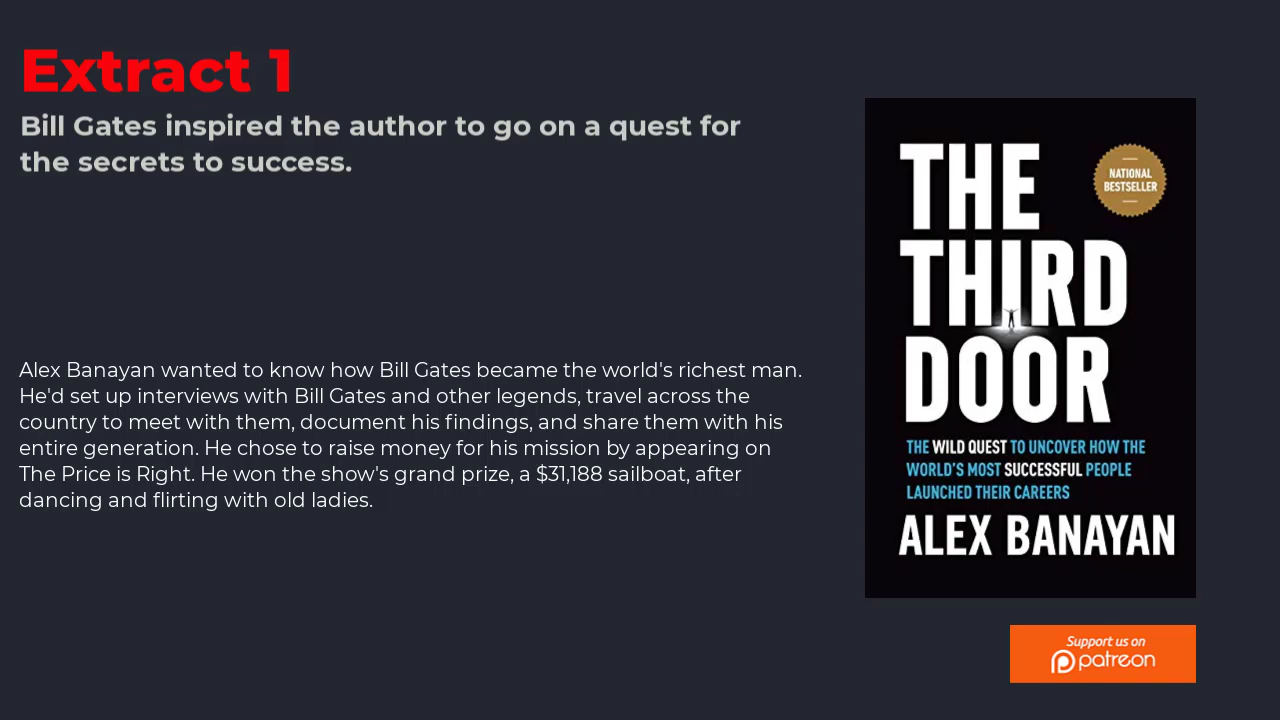 Extract 1
Bill Gates inspired the author to go on a quest for
the secrets to success.
Alex Banayan wanted to know how Bill Gates became the world's richest man.
He'd set up interviews with Bill Gates and other legends, travel across the
country to meet with them, document his findings, and share them with his
entire generation. He chose to raise money for his mission by appearing on
The Price is Right. He won the show's grand prize, a $31,188 sailboat, after
dancing and flirting with old ladies.
THE
THIRD
DOOR
NATIONAL
BESTSELLER
THE WILD QUEST TO UNCOVER HOW THE
WORLD'S MOST SUCCESSFUL PEOPLE
LAUNCHED THEIR CAREERS
ALEX BANAYAN
Support us on
patreon